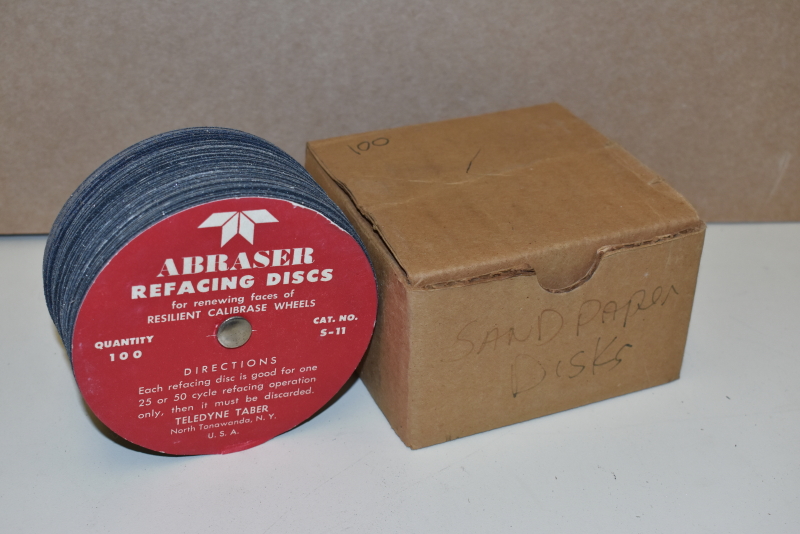 ABRASER
REFACING DISCS
for renewing faces of
RESILIENT CALIBRASE WHEELS
QUANTITY
100
CAT. NO.
S-11
DIRECTIONS
Each refacing disc is good for one
25 or 50 cycle refacing operation
only, then it must be discarded.
TELEDYNE TABER
North Tonawanda, N. Y.
U. S. A.
100
SAND PAPER
DISKS